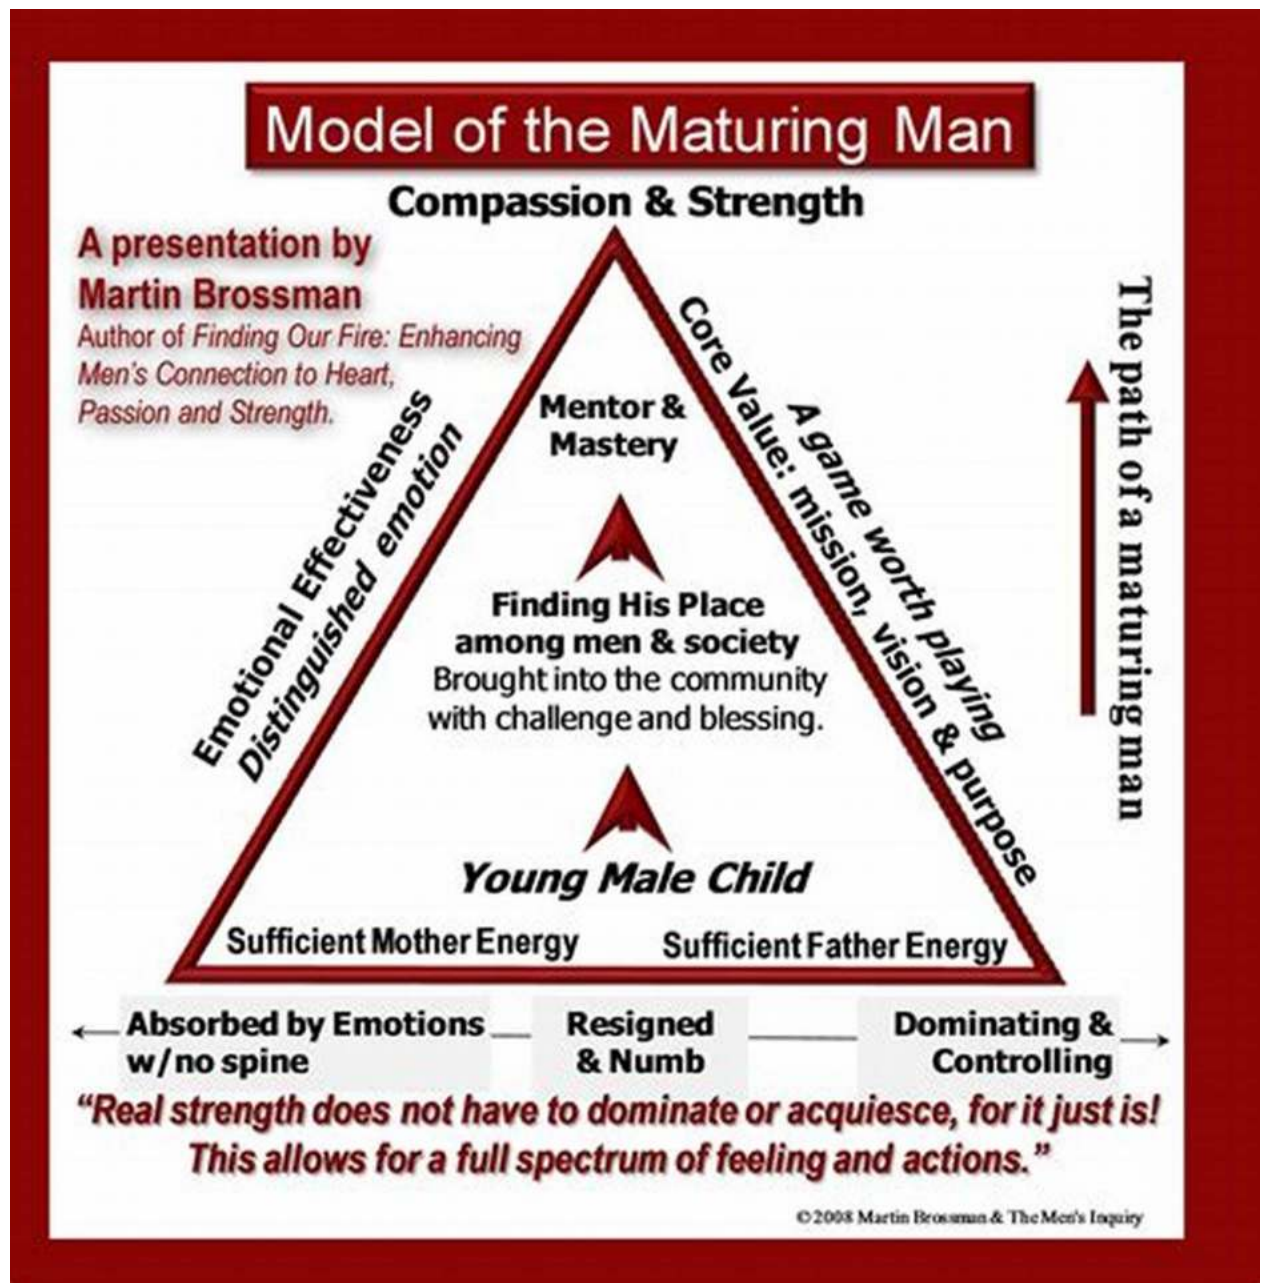 Model of the Maturing Man
Compassion & Strength
A presentation by
Martin Brossman
Author of Finding Our Fire: Enhancing
Men's Connection to Heart,
Passion and Strength.
Emotional Effectiveness
Distinguished emotion
Core Value: mission, vision & purpose
A game worth playing
The path of a maturing man
Mentor &
Mastery
Finding His Place
among men & society
Brought into the community
with challenge and blessing.
Young Male Child
Sufficient Mother Energy
Sufficient Father Energy
Absorbed by Emotions
w/no spine
Resigned
& Numb
Dominating &
Controlling
“Real strength does not have to dominate or acquiesce, for it just is!
This allows for a full spectrum of feeling and actions.”
©2008 Martin Brossman & The Men's Inquiry